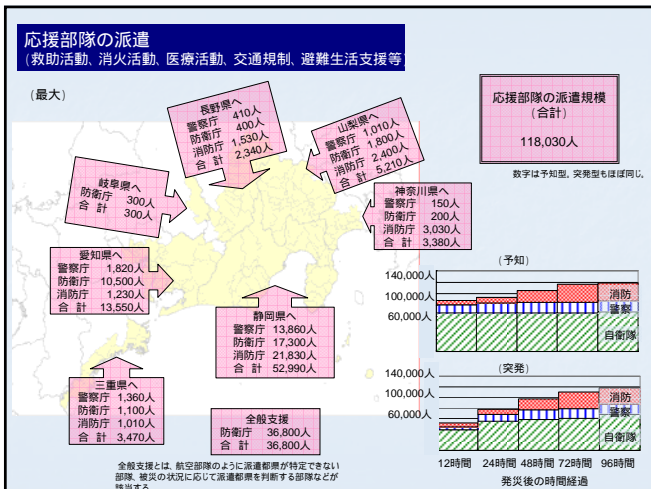 応援部隊の派遣
(救助活動、消火活動、医療活動、交通規制、避難生活支援等)
(最大)
長野県へ
警察庁 410人
防衛庁 400人
消防庁 1,530人
合 計 2,340人
山梨県へ
警察庁 1,010人
防衛庁 1,800人
消防庁 2,400人
合 計 5,210人
応援部隊の派遣規模
(合計)
118,030人
数字は予知型。突発型もほぼ同じ。
岐阜県へ
防衛庁 300人
合 計 300人
神奈川県へ
警察庁 150人
防衛庁 200人
消防庁 3,030人
合 計 3,380人
愛知県へ
警察庁 1,820人
防衛庁 10,500人
消防庁 1,230人
合 計 13,550人
静岡県へ
警察庁 13,860人
防衛庁 17,300人
消防庁 21,830人
合 計 52,990人
三重県へ
警察庁 1,360人
防衛庁 1,100人
消防庁 1,010人
合 計 3,470人
全般支援
防衛庁 36,800人
合 計 36,800人
全般支援とは、航空部隊のように派遣都県が特定できない
部隊、被災の状況に応じて派遣都県を判断する部隊などが
該当する。
(予知)
140,000人
100,000人
60,000人
消防
警察
自衛隊
(突発)
140,000人
100,000人
60,000人
消防
警察
自衛隊
12時間 24時間 48時間 72時間 96時間
発災後の時間経過